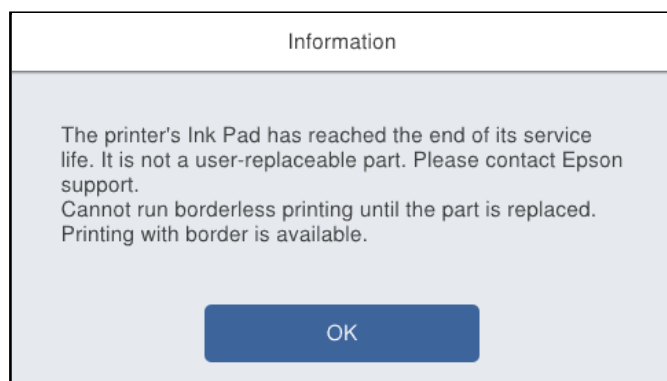 Information
The printer's Ink Pad has reached the end of its service
life. It is not a user-replaceable part. Please contact Epson
support.
Cannot run borderless printing until the part is replaced.
Printing with border is available.
OK